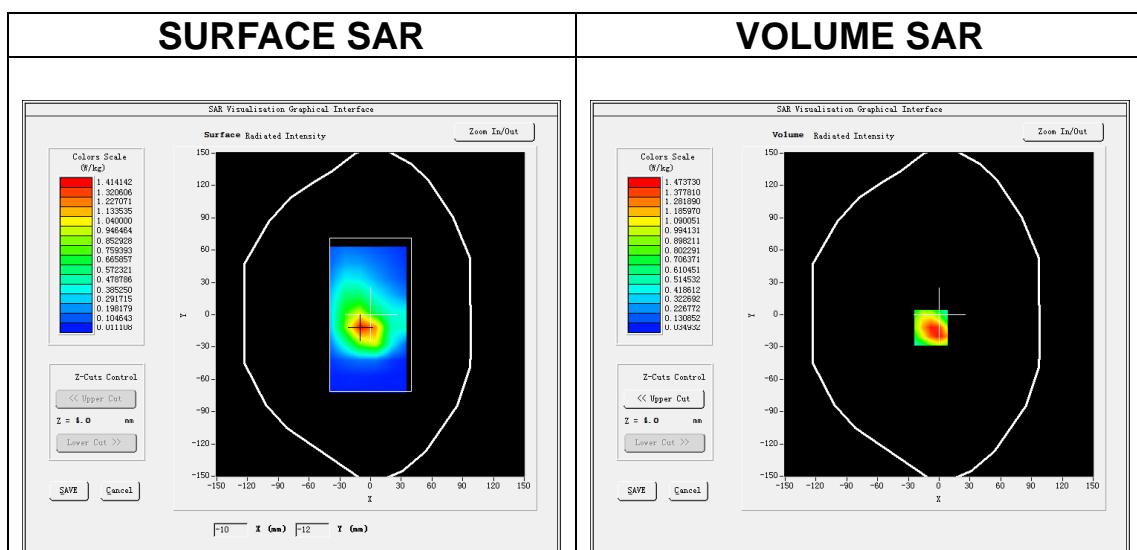 SURFACE SAR
VOLUME SAR
SAR Visualisation Graphical Interface
Surface Radiated Intensity
Zoom In/Out
Colors Scale
(W/kg)
1.414142
1.320606
1.227071
1.133535
1.040000
0.946464
0.852928
0.759393
0.665857
0.572321
0.478786
0.385250
0.291715
0.198179
0.104643
0.011108
150
120
90
60
30
0
-30
-60
-90
-120
-150
Y
-150 -120 -90 -60 -30 0 30 60 90 120 150
X
Z-Cuts Control
<< Upper Cut
Z = 4.0 mm
Lower Cut >>
SAVE
Cancel
-10 X (mm) -12 Y (mm)
SAR Visualisation Graphical Interface
Volume Radiated Intensity
Zoom In/Out
Colors Scale
(W/kg)
1.473730
1.377810
1.281890
1.185970
1.090051
0.994131
0.898211
0.802291
0.706371
0.610451
0.514532
0.418612
0.322692
0.226772
0.130852
0.034932
150
120
90
60
30
0
-30
-60
-90
-120
-150
Y
-150 -120 -90 -60 -30 0 30 60 90 120 150
X
Z-Cuts Control
<< Upper Cut
Z = 4.0 mm
Lower Cut >>
SAVE
Cancel